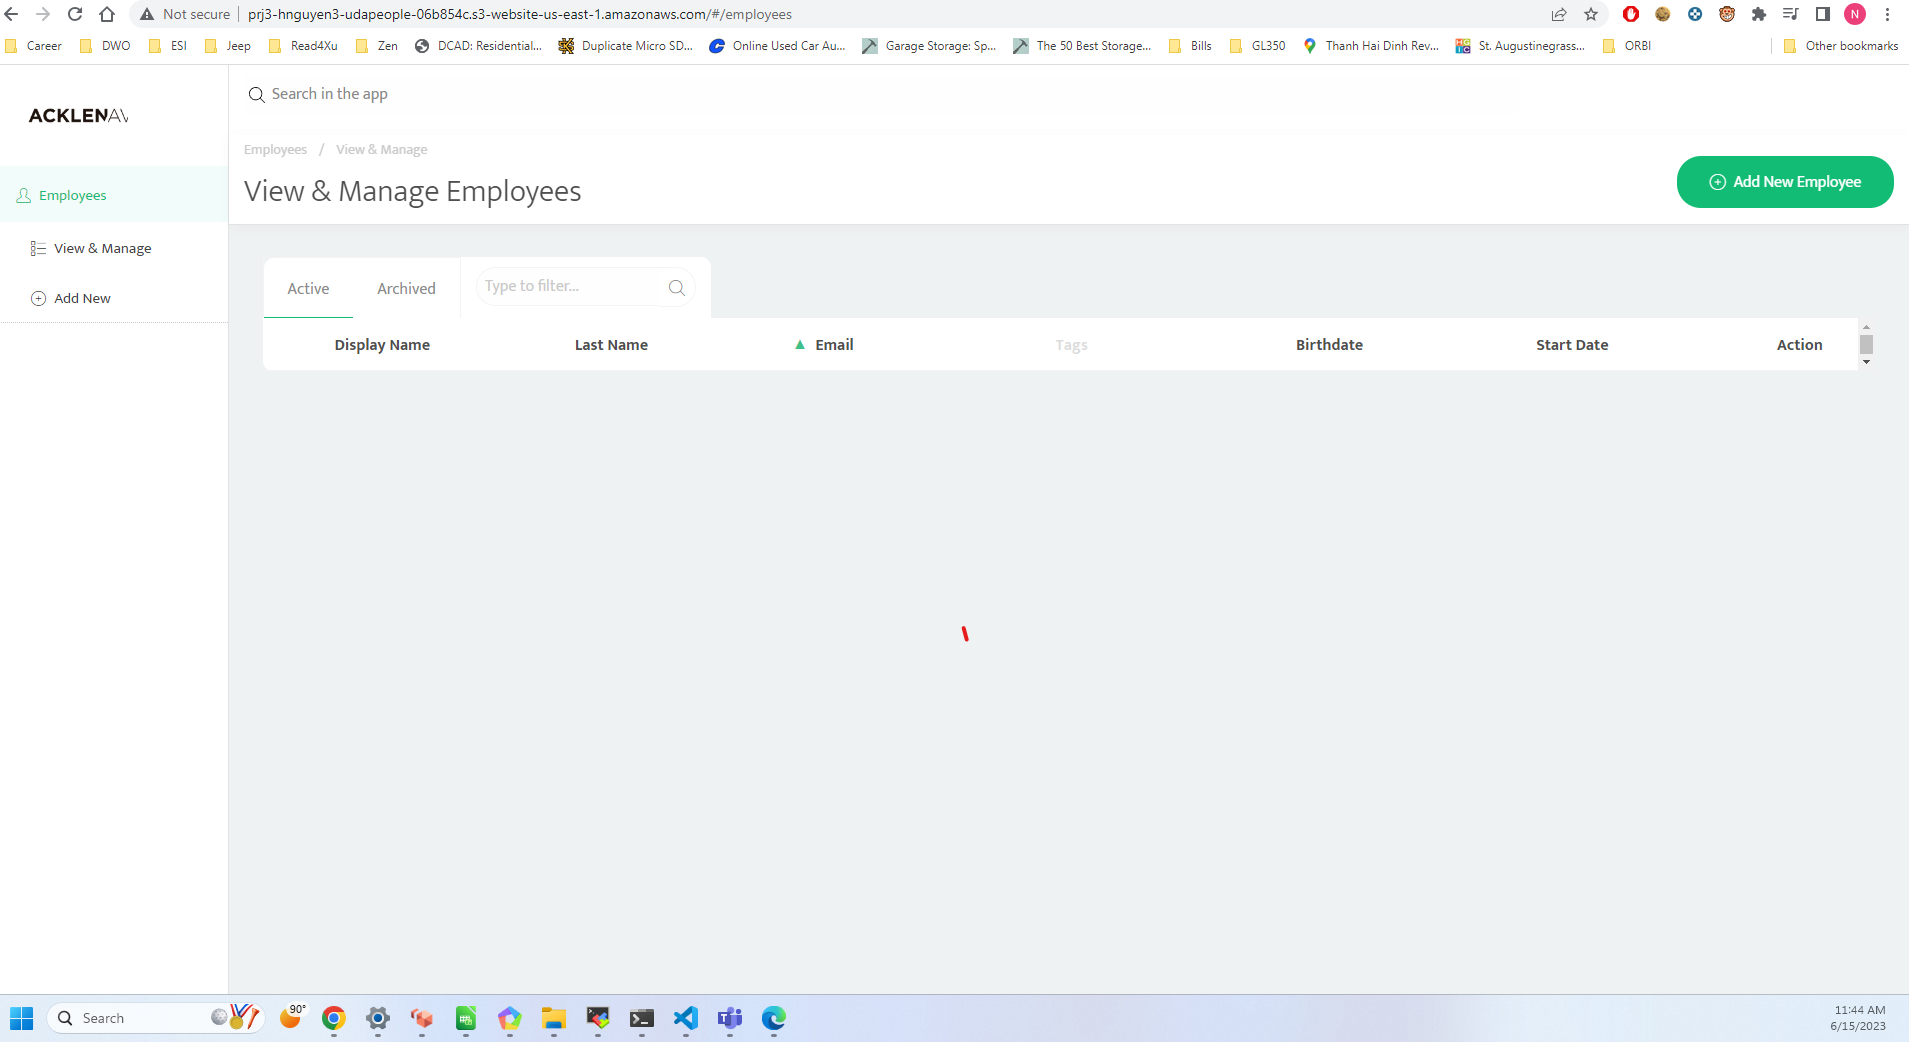 Not secure
prj3-hnguyen3-udapeople-06b854c.s3-website-us-east-1.amazonaws.com/#/employees
N
Career
DWO
ESI
Jeep
Read4Xu
Zen
DCAD: Residential...
Duplicate Micro SD...
Online Used Car Au...
Garage Storage: Sp...
The 50 Best Storage...
Bills
GL350
Thanh Hai Dinh Rev...
St. Augustinegrass...
ORBI
Other bookmarks
ACKLENAV
Search in the app
Employees / View & Manage
View & Manage Employees
Add New Employee
Employees
View & Manage
Add New
Active
Archived
Type to filter...
Display Name
Last Name
Email
Tags
Birthdate
Start Date
Action
Search
90°
11:44 AM
6/15/2023